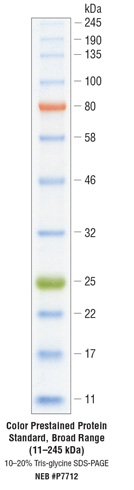 kDa
245
190
135
100
80
58
46
32
25
22
17
11
Color Prestained Protein
Standard, Broad Range
(11–245 kDa)
10–20% Tris-glycine SDS-PAGE
NEB #P7712